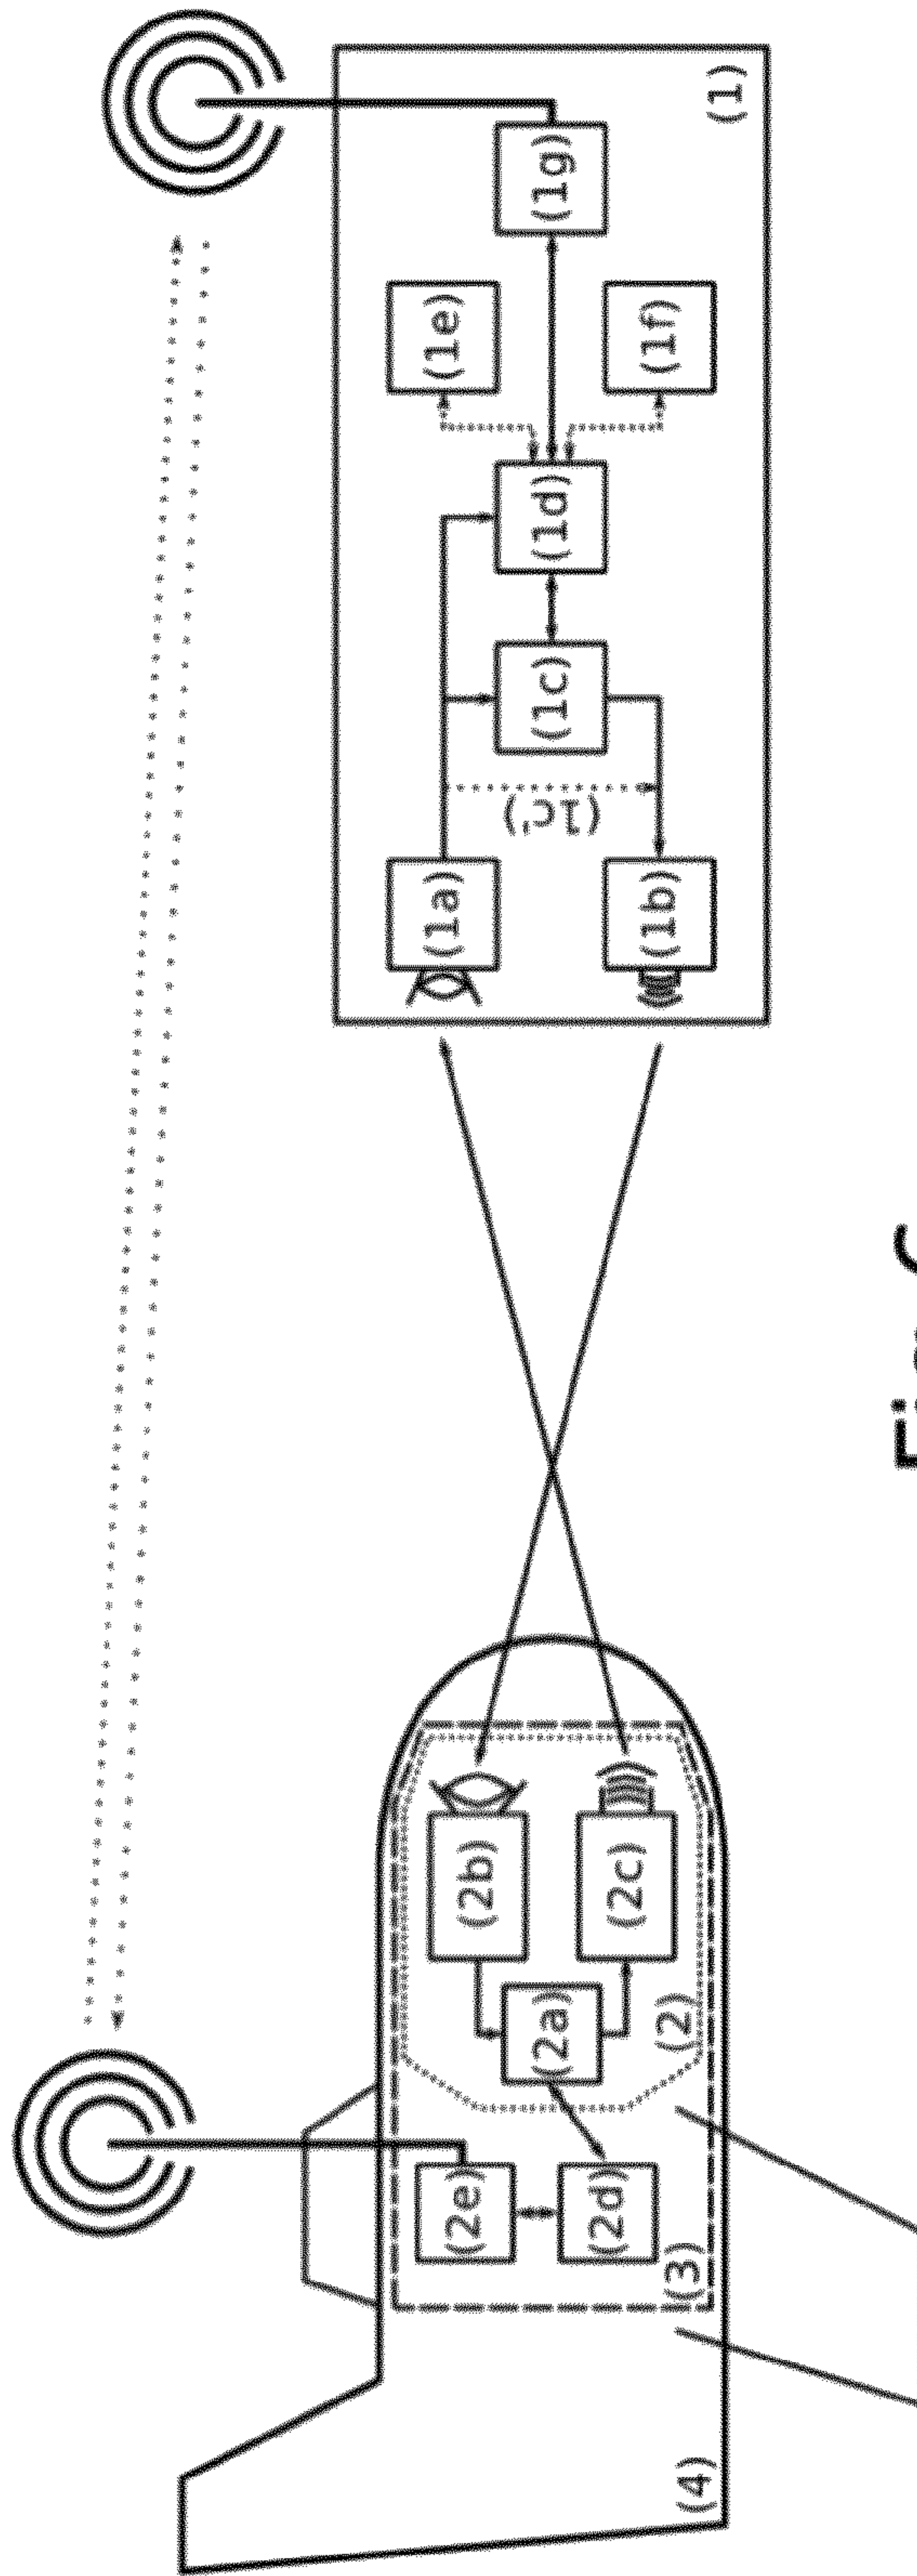 (2e)
(2b)
(1a)
(1e)
(2a)
(1c')
(1c)
(1d)
(1g)
(2d)
(2c)
(1b)
(1f)
(3)
(2)
(4)
(1)